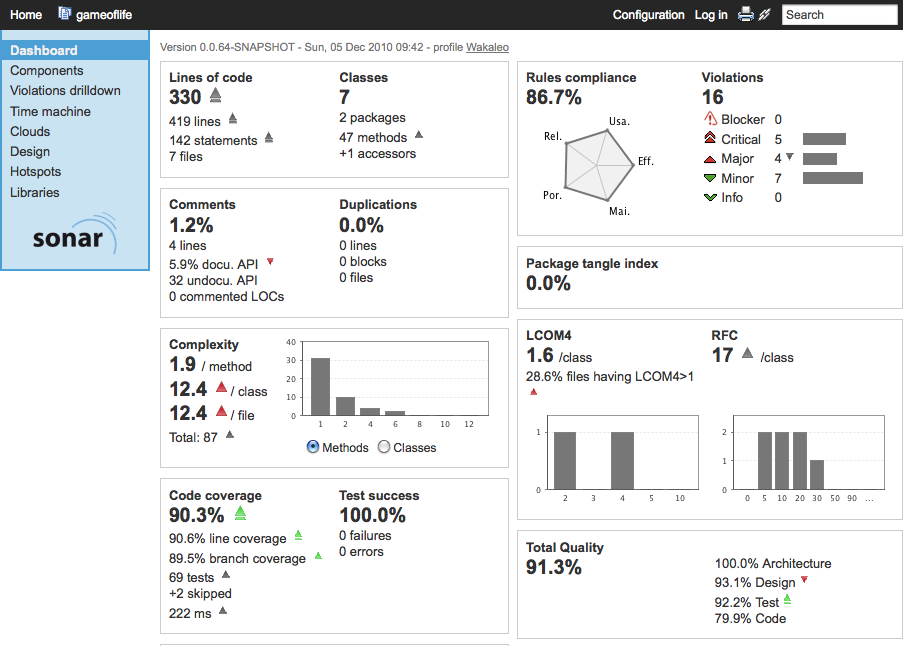 Home gameoflife Configuration Log in Search
Dashboard
Components
Violations drilldown
Time machine
Clouds
Design
Hotspots
Libraries
sonar
Version 0.0.64-SNAPSHOT - Sun, 05 Dec 2010 09:42 - profile Wakaleo
Lines of code
330
419 lines
142 statements
7 files
Classes
7
2 packages
47 methods
+1 accessors
Comments
1.2%
4 lines
5.9% docu. API
32 undocu. API
0 commented LOCs
Duplications
0.0%
0 lines
0 blocks
0 files
Complexity
1.9 / method
12.4 / class
12.4 / file
Total: 87
40
30
20
10
0
1 2 4 6 8 10 12
Methods Classes
Code coverage
90.3%
90.6% line coverage
89.5% branch coverage
69 tests
+2 skipped
222 ms
Test success
100.0%
0 failures
0 errors
Rules compliance
86.7%
Usa.
Rel.
Eff.
Por.
Mai.
Violations
16
Blocker 0
Critical 5
Major 4
Minor 7
Info 0
Package tangle index
0.0%
LCOM4
1.6 /class
28.6% files having LCOM4>1
1
0
2 3 4 5 10
RFC
17 /class
2
1
0
0 5 10 20 30 50 90 ...
Total Quality
91.3%
100.0% Architecture
93.1% Design
92.2% Test
79.9% Code